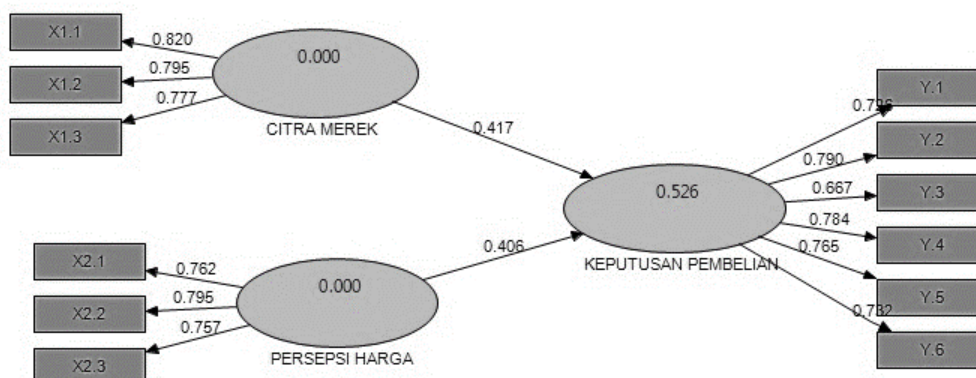 X1.1
0.820
X1.2
0.795
X1.3
0.777
0.000
CITRA MEREK
0.417
X2.1
0.762
X2.2
0.795
X2.3
0.757
0.000
PERSEPSI HARGA
0.406
0.526
KEPUTUSAN PEMBELIAN
Y.1
0.790
Y.2
0.667
Y.3
0.784
Y.4
0.765
Y.5
Y.6